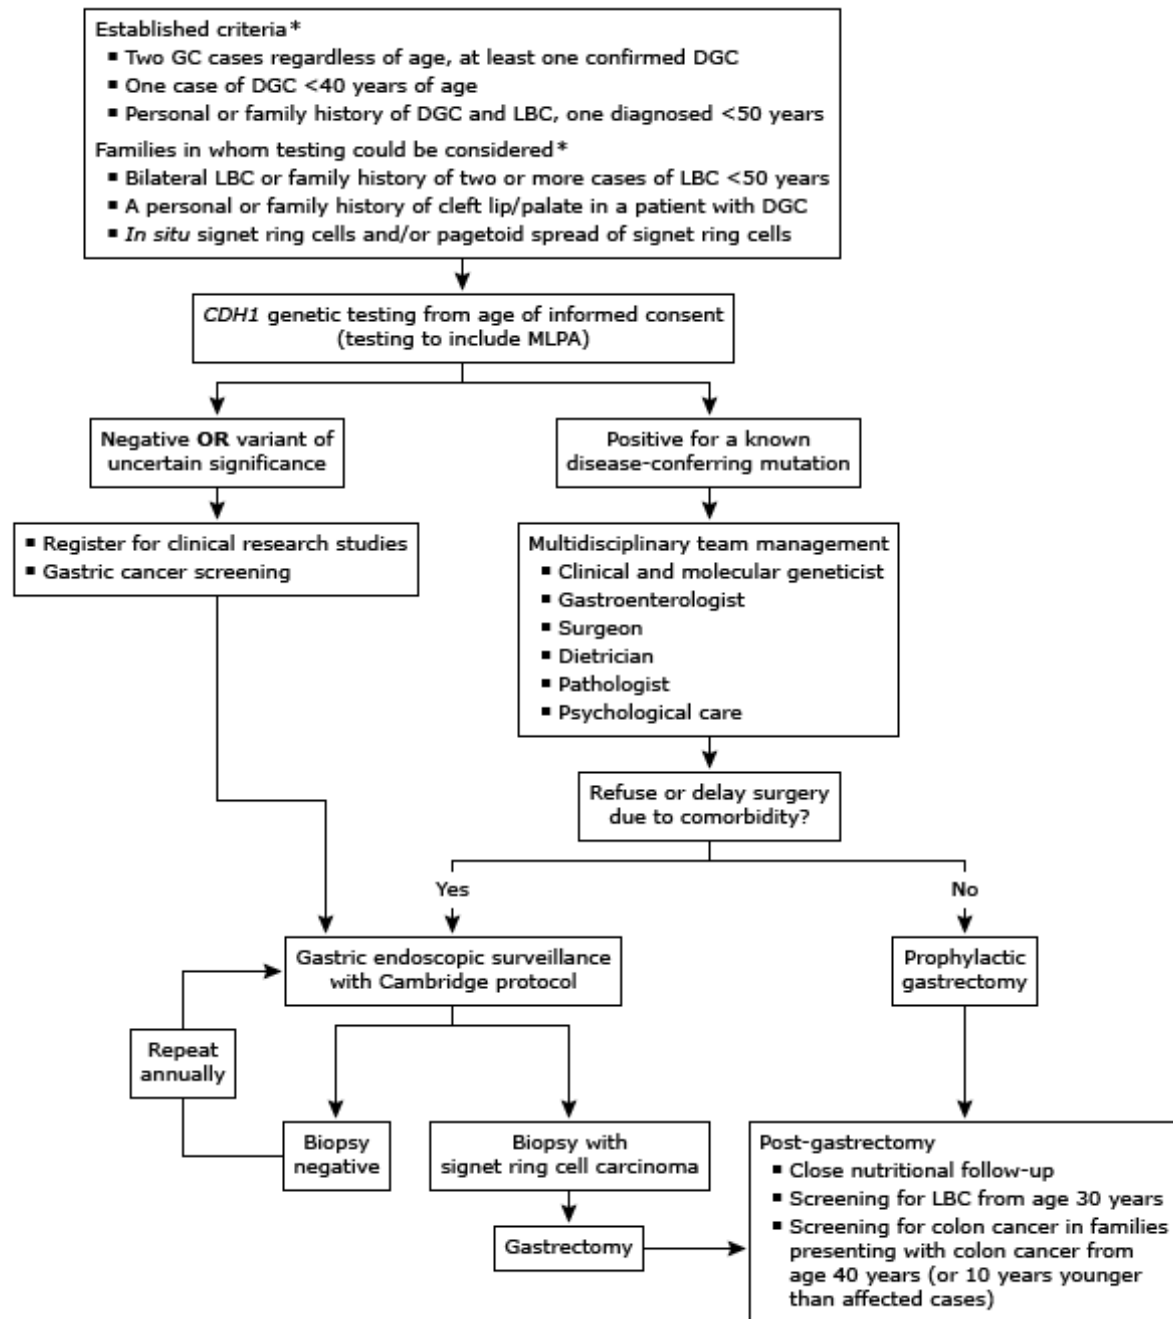 Established criteria*
▪ Two GC cases regardless of age, at least one confirmed DGC
▪ One case of DGC <40 years of age
▪ Personal or family history of DGC and LBC, one diagnosed <50 years
Families in whom testing could be considered*
▪ Bilateral LBC or family history of two or more cases of LBC <50 years
▪ A personal or family history of cleft lip/palate in a patient with DGC
▪ In situ signet ring cells and/or pagetoid spread of signet ring cells
CDH1 genetic testing from age of informed consent
(testing to include MLPA)
Negative OR variant of
uncertain significance
Positive for a known
disease-conferring mutation
▪ Register for clinical research studies
▪ Gastric cancer screening
Multidisciplinary team management
▪ Clinical and molecular geneticist
▪ Gastroenterologist
▪ Surgeon
▪ Dietrician
▪ Pathologist
▪ Psychological care
Refuse or delay surgery
due to comorbidity?
Yes
No
Gastric endoscopic surveillance
with Cambridge protocol
Prophylactic
gastrectomy
Repeat
annually
Biopsy
negative
Biopsy with
signet ring cell carcinoma
Gastrectomy
Post-gastrectomy
▪ Close nutritional follow-up
▪ Screening for LBC from age 30 years
▪ Screening for colon cancer in families
presenting with colon cancer from
age 40 years (or 10 years younger
than affected cases)